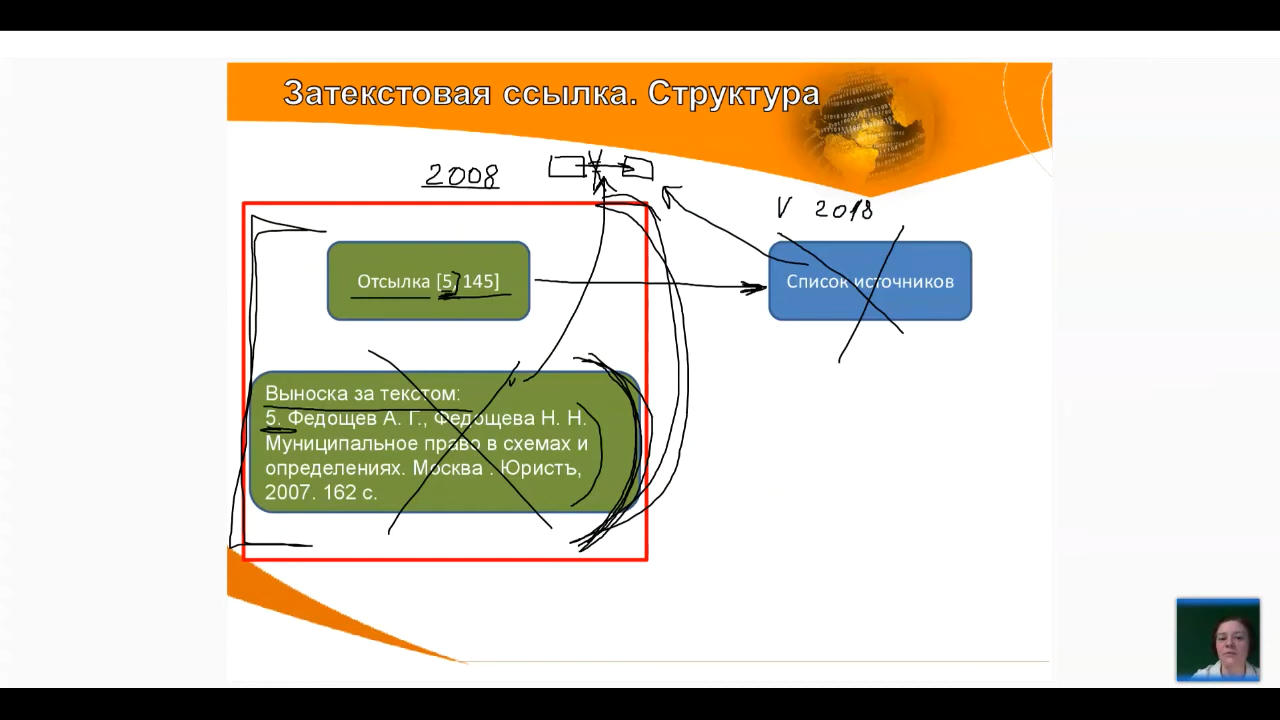 Затекстовая ссылка. Структура
2008
V 2018
Отсылка [5, 145]
Список источников
Выноска за текстом:
5. Федощев А. Г., Федощева Н. Н.
Муниципальное право в схемах и
определениях. Москва . Юристъ,
2007. 162 с.